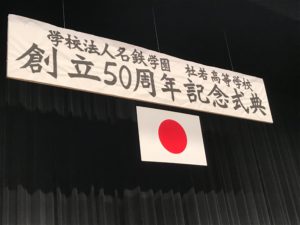 学校法人名鉄学園 杜若高等学校
創立50周年記念式典